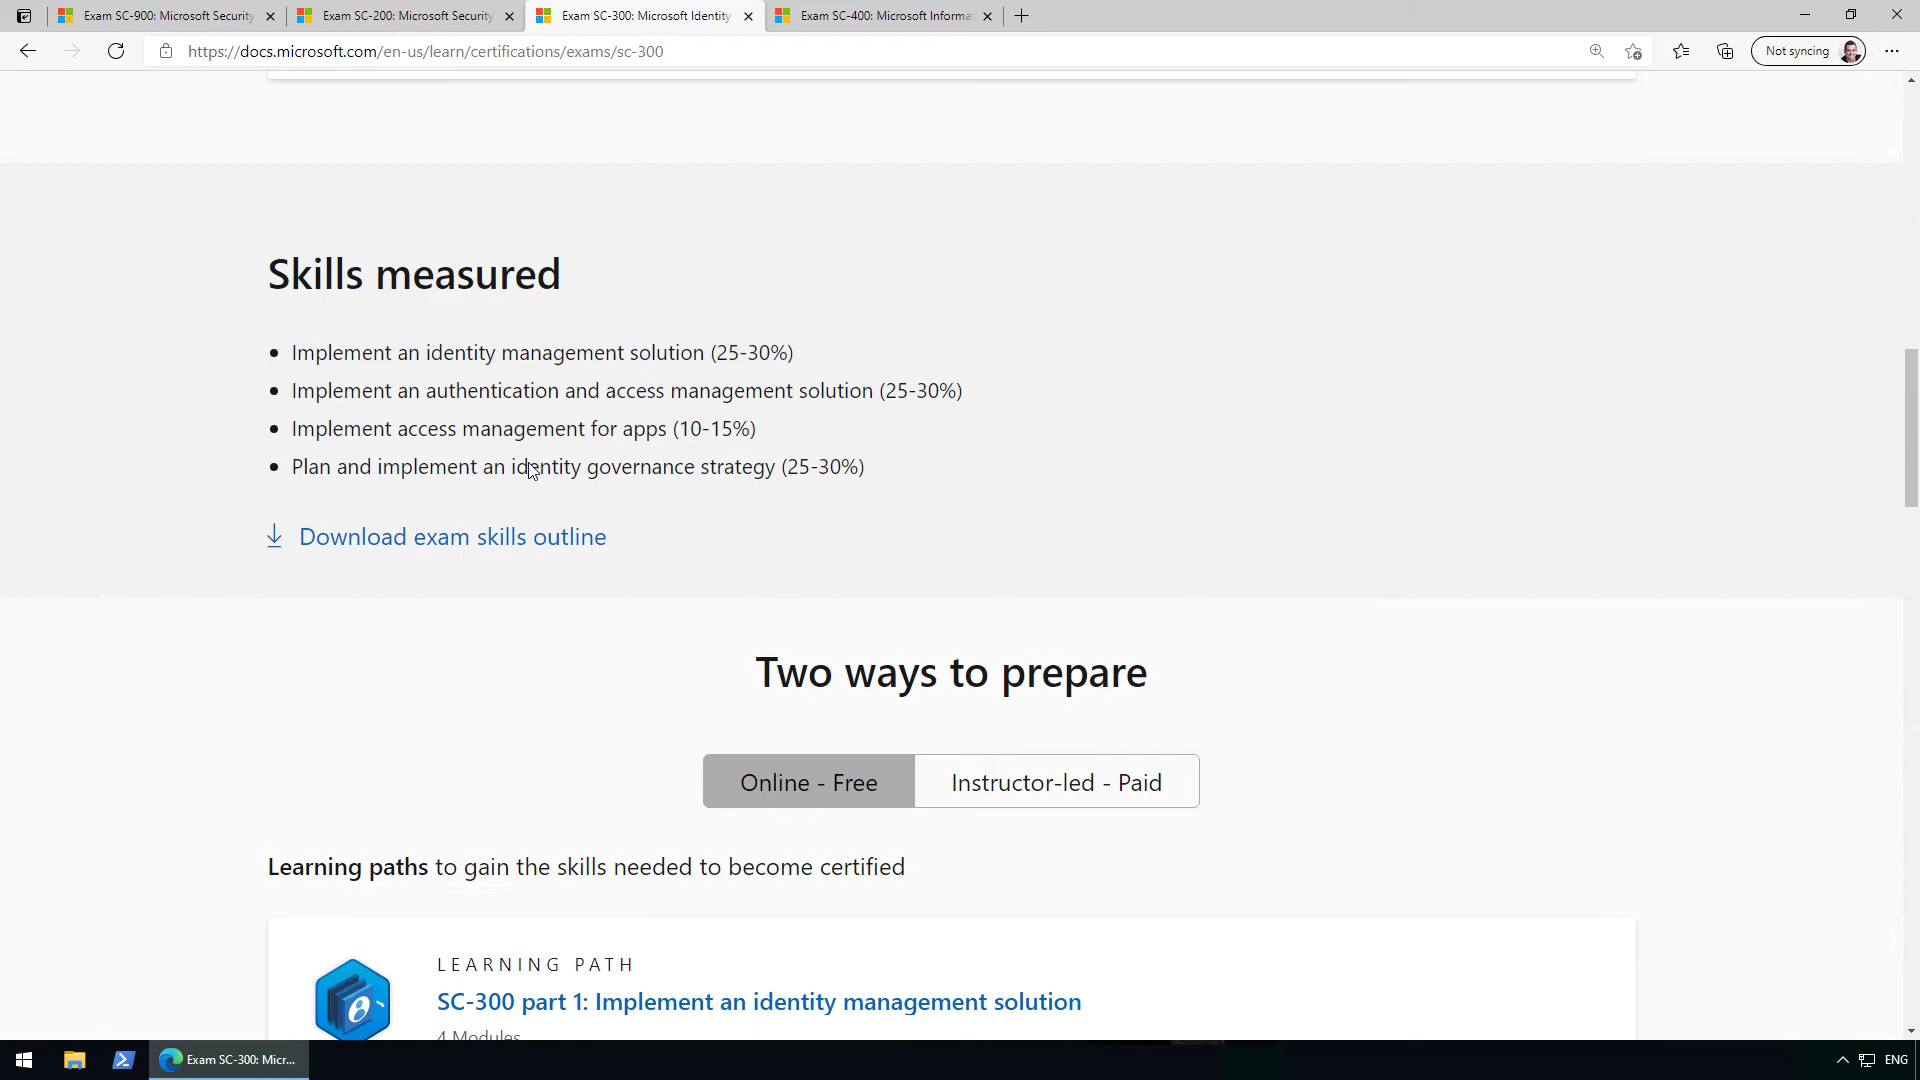 Exam SC-900: Microsoft Security
Exam SC-200: Microsoft Security
Exam SC-300: Microsoft Identity
Exam SC-400: Microsoft Informa
https://docs.microsoft.com/en-us/learn/certifications/exams/sc-300
Not syncing
Skills measured
• Implement an identity management solution (25-30%)
• Implement an authentication and access management solution (25-30%)
• Implement access management for apps (10-15%)
• Plan and implement an identity governance strategy (25-30%)
Download exam skills outline
Two ways to prepare
Online - Free
Instructor-led - Paid
Learning paths to gain the skills needed to become certified
LEARNING PATH
SC-300 part 1: Implement an identity management solution
4 Modules
Exam SC-300: Micr...
ENG